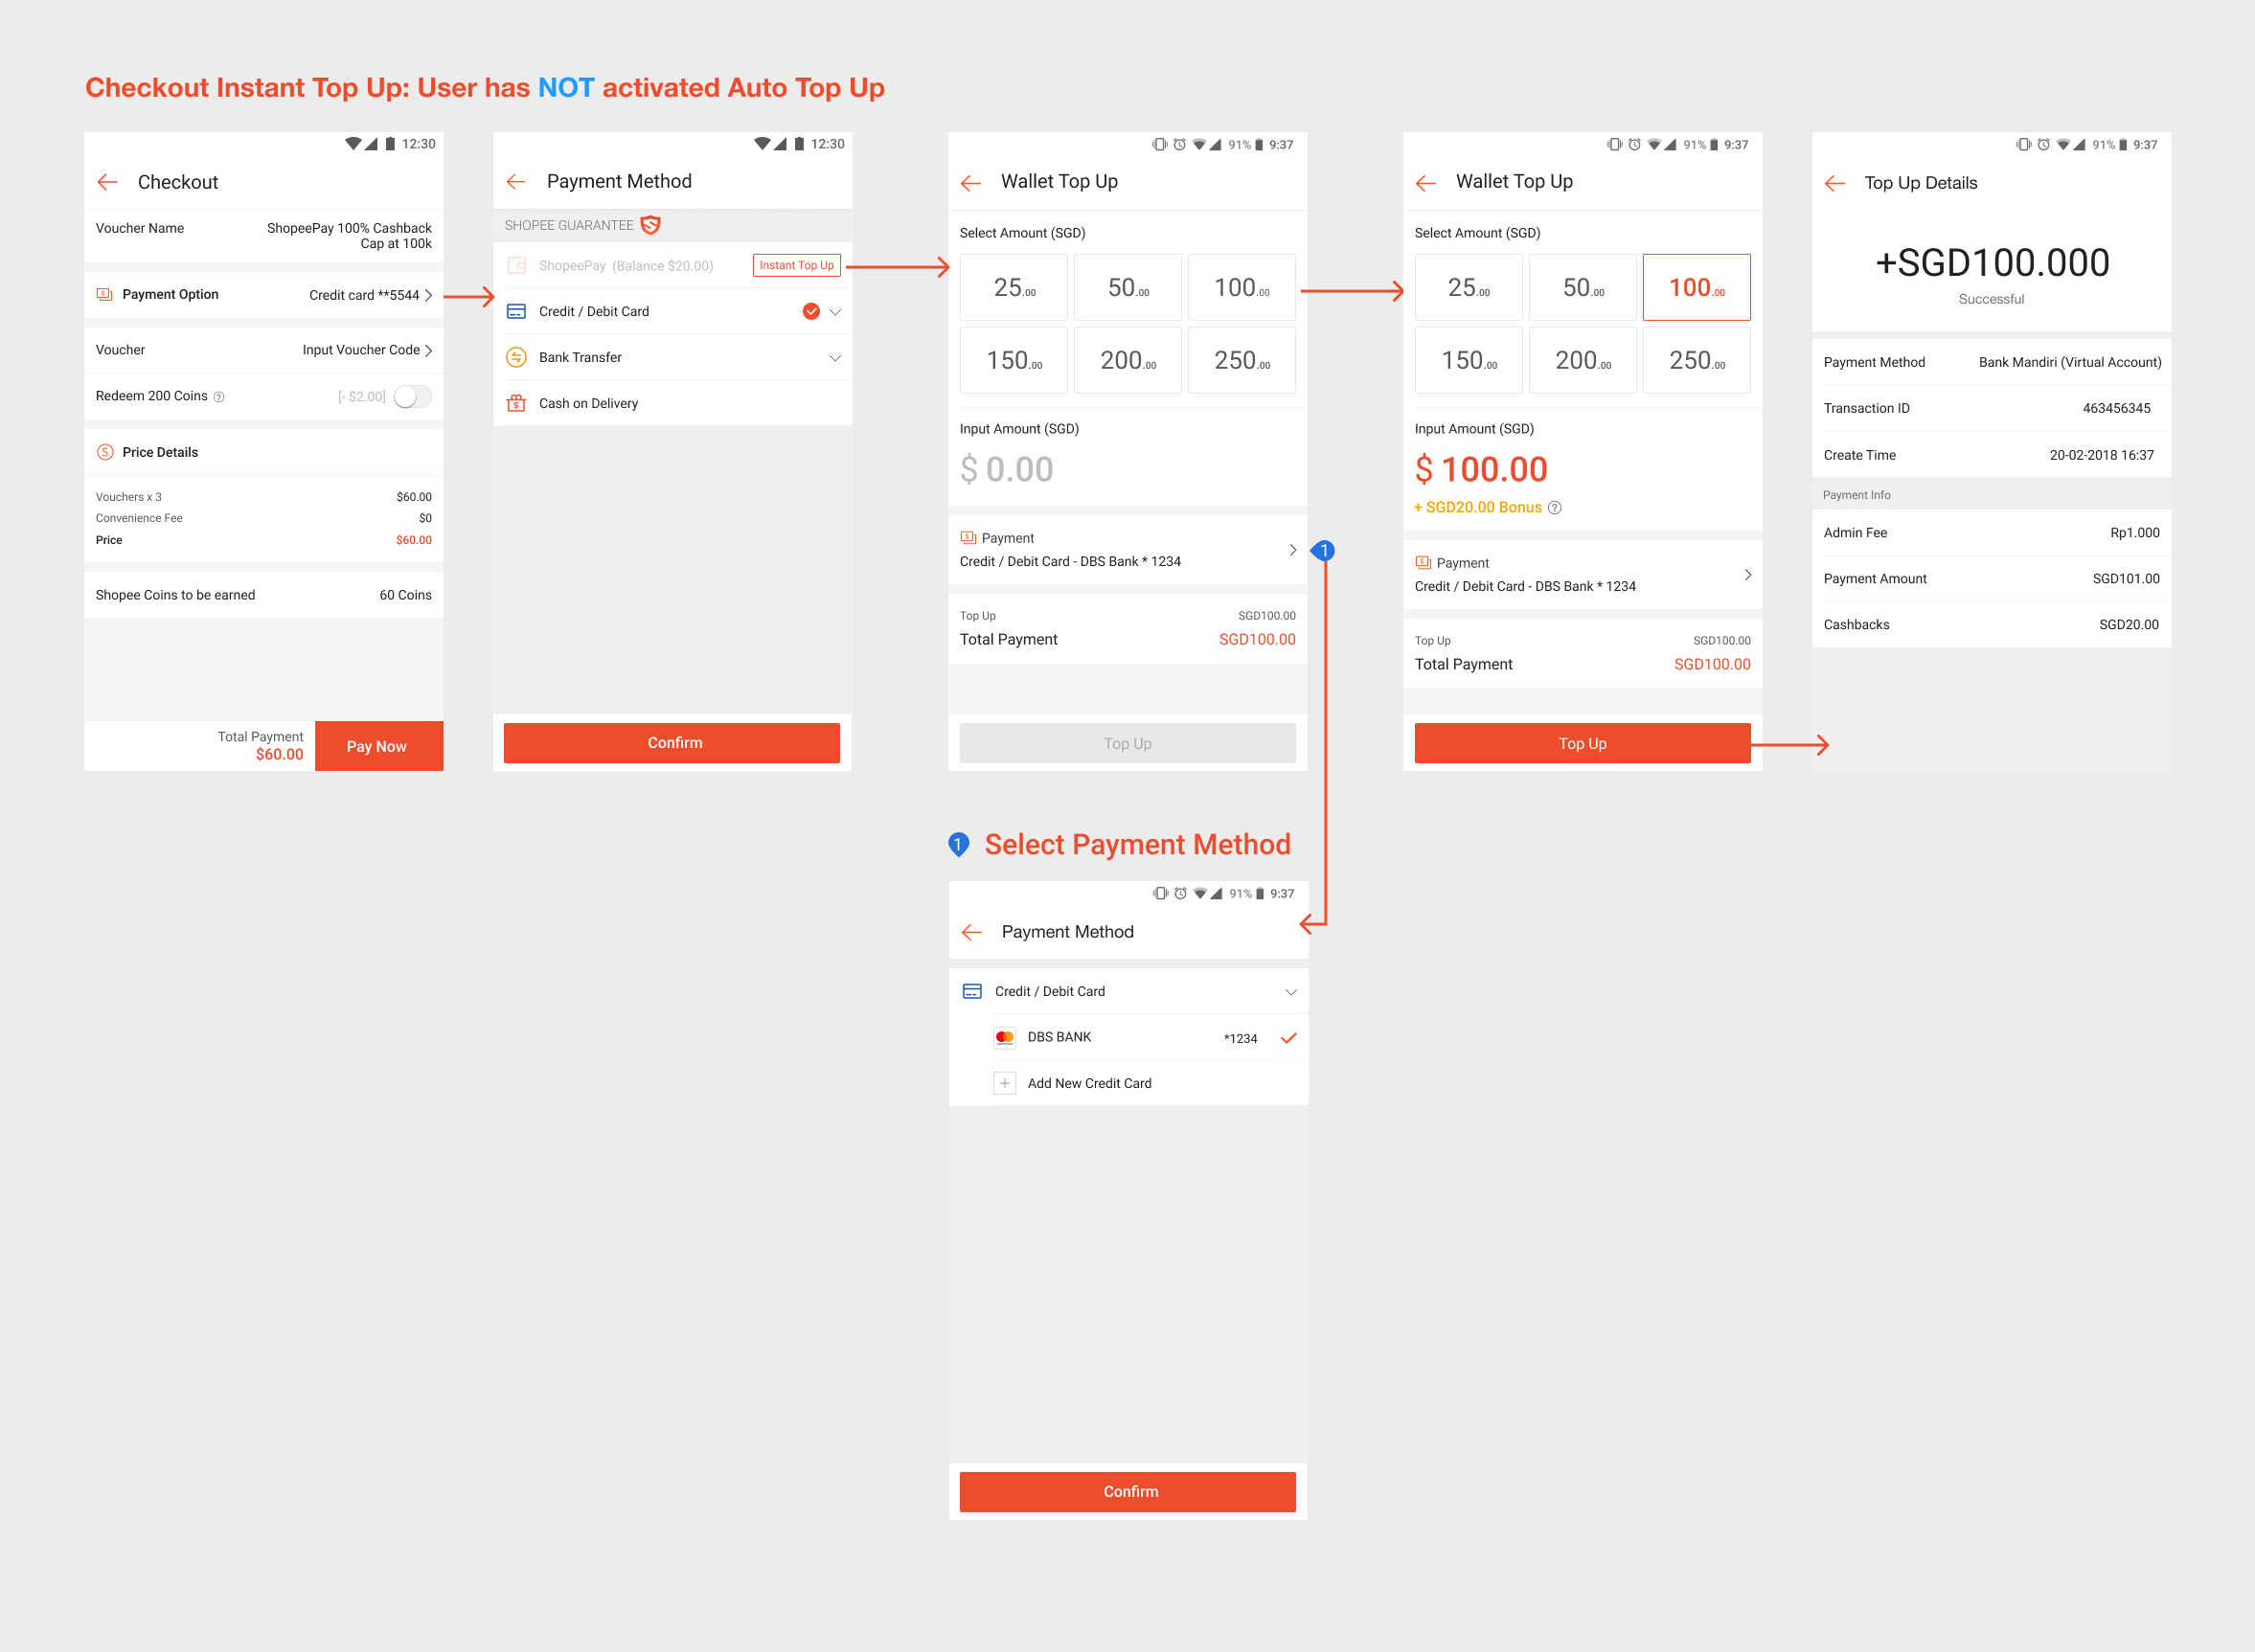 Checkout Instant Top Up: User has NOT activated Auto Top Up
12:30
Checkout
Voucher Name
ShopeePay 100% Cashback
Cap at 100k
Payment Option
Credit card **5544
Voucher
Input Voucher Code
Redeem 200 Coins ?
[- $2.00]
Price Details
Vouchers x 3
$60.00
Convenience Fee
$0
Price
$60.00
Shopee Coins to be earned
60 Coins
Total Payment
$60.00
Pay Now
12:30
Payment Method
SHOPEE GUARANTEE
ShopeePay (Balance $20.00)
Instant Top Up
Credit / Debit Card
Bank Transfer
Cash on Delivery
Confirm
91% 9:37
Wallet Top Up
Select Amount (SGD)
25.00 50.00 100.00
150.00 200.00 250.00
Input Amount (SGD)
$ 0.00
Payment
Credit / Debit Card - DBS Bank * 1234
1
Top Up
SGD100.00
Total Payment
SGD100.00
Top Up
91% 9:37
Wallet Top Up
Select Amount (SGD)
25.00 50.00 100.00
150.00 200.00 250.00
Input Amount (SGD)
$ 100.00
+ SGD20.00 Bonus ?
Payment
Credit / Debit Card - DBS Bank * 1234
Top Up
SGD100.00
Total Payment
SGD100.00
Top Up
91% 9:37
Top Up Details
+SGD100.000
Successful
Payment Method
Bank Mandiri (Virtual Account)
Transaction ID
463456345
Create Time
20-02-2018 16:37
Payment Info
Admin Fee
Rp1.000
Payment Amount
SGD101.00
Cashbacks
SGD20.00
1 Select Payment Method
91% 9:37
Payment Method
Credit / Debit Card
DBS BANK
*1234
Add New Credit Card
Confirm